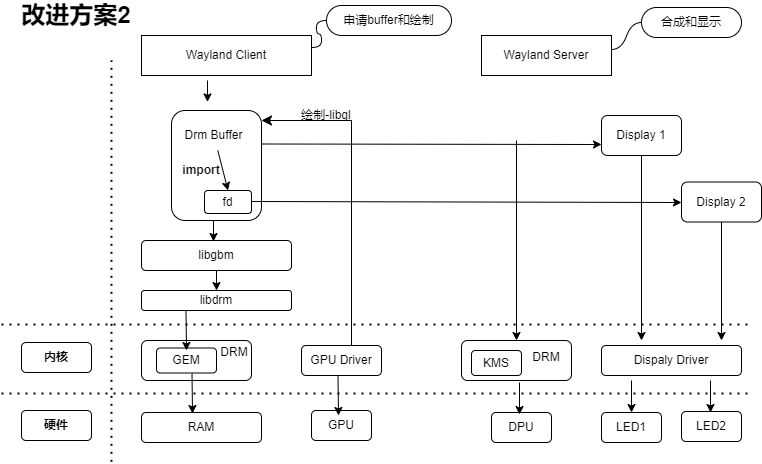 改进方案2
申请buffer和绘制
合成和显示
Wayland Client
Wayland Server
绘制-libgl
Drm Buffer
Display 1
import
fd
Display 2
libgbm
libdrm
内核
GEM
DRM
GPU Driver
KMS
DRM
Dispaly Driver
硬件
RAM
GPU
DPU
LED1
LED2